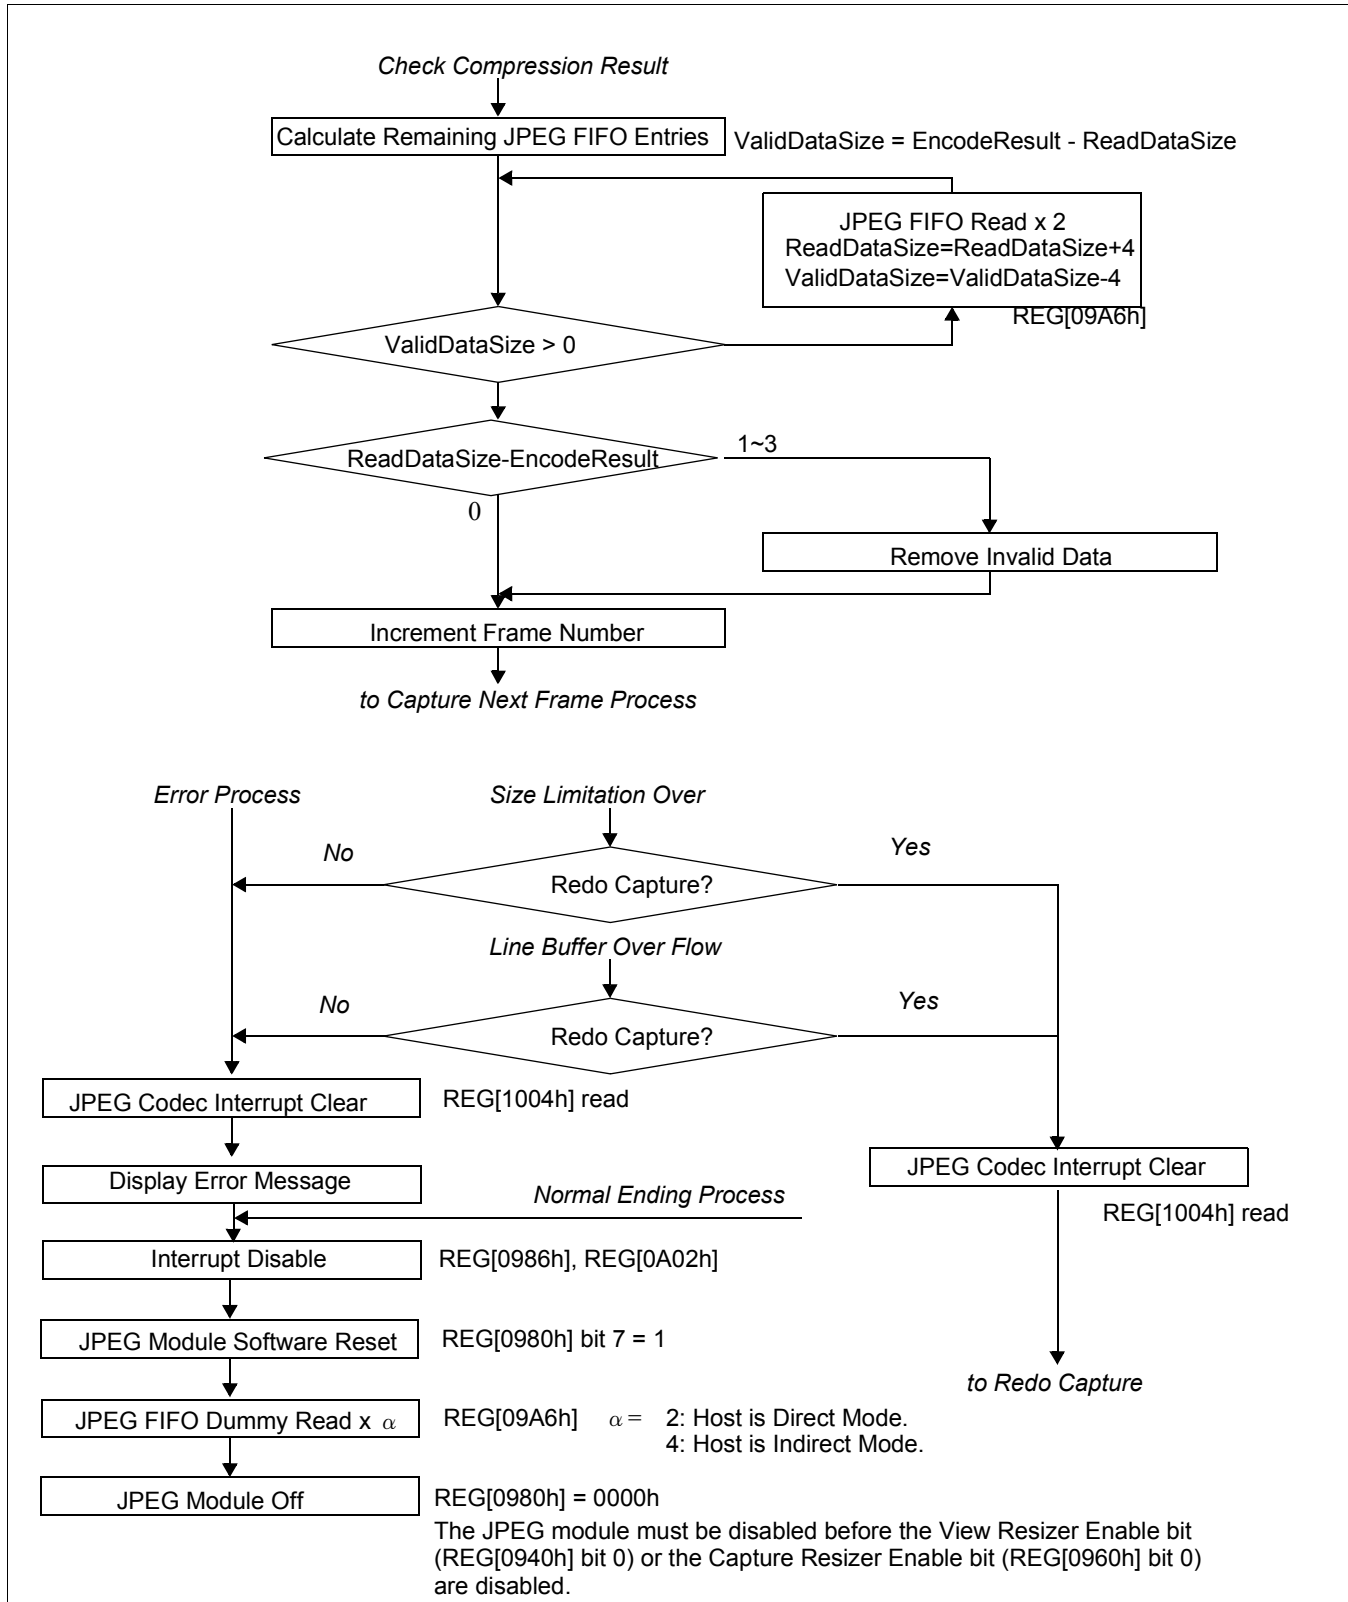 Check Compression Result
Calculate Remaining JPEG FIFO Entries
ValidDataSize = EncodeResult - ReadDataSize
JPEG FIFO Read x 2
ReadDataSize=ReadDataSize+4
ValidDataSize=ValidDataSize-4
REG[09A6h]
ValidDataSize > 0
ReadDataSize-EncodeResult
1~3
0
Remove Invalid Data
Increment Frame Number
to Capture Next Frame Process
Error Process
Size Limitation Over
No
Redo Capture?
Yes
Line Buffer Over Flow
No
Redo Capture?
Yes
JPEG Codec Interrupt Clear
REG[1004h] read
JPEG Codec Interrupt Clear
REG[1004h] read
Display Error Message
Normal Ending Process
Interrupt Disable
REG[0986h], REG[0A02h]
JPEG Module Software Reset
REG[0980h] bit 7 = 1
to Redo Capture
JPEG FIFO Dummy Read x α
REG[09A6h] α = 2: Host is Direct Mode.
4: Host is Indirect Mode.
JPEG Module Off
REG[0980h] = 0000h
The JPEG module must be disabled before the View Resizer Enable bit
(REG[0940h] bit 0) or the Capture Resizer Enable bit (REG[0960h] bit 0)
are disabled.